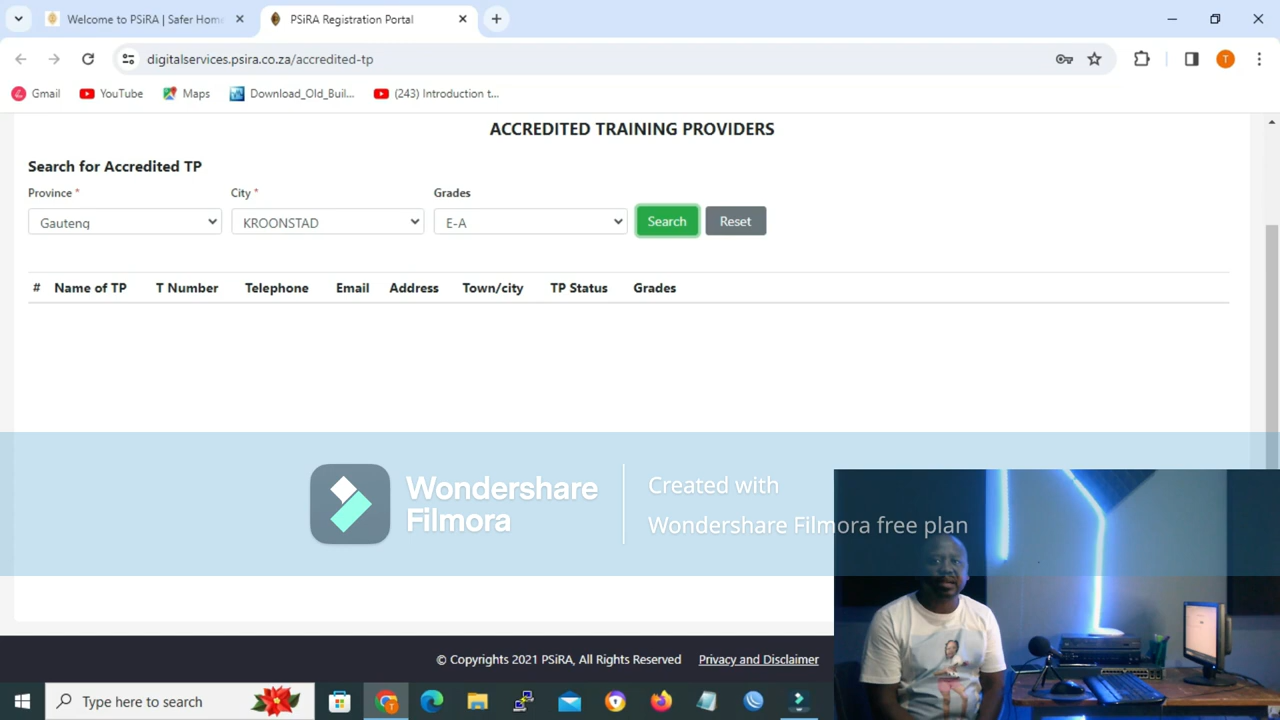 Welcome to PSiRA | Safer Home
PSiRA Registration Portal
digitalservices.psira.co.za/accredited-tp
Gmail
YouTube
Maps
Download_Old_Buil...
(243) Introduction t...
ACCREDITED TRAINING PROVIDERS
Search for Accredited TP
Province *
City *
Grades
Gauteng
KROONSTAD
E-A
Search
Reset
# Name of TP T Number Telephone Email Address Town/city TP Status Grades
Wondershare
Filmora
Created with
Wondershare Filmora free plan
© Copyrights 2021 PSiRA, All Rights Reserved Privacy and Disclaimer
Type here to search
T